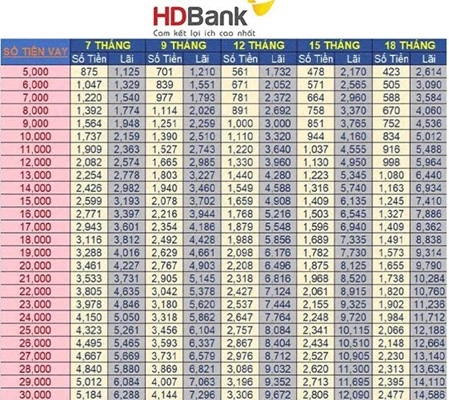 HDBank
Cam kết lợi ích cao nhất
SỐ TIỀN VAY 7 THÁNG 9 THÁNG 12 THÁNG 15 THÁNG 18 THÁNG
Số Tiền Lãi Số Tiền Lãi Số Tiền Lãi Số Tiền Lãi Số Tiền Lãi
5,000 875 1,125 701 1,210 561 1,732 478 2,170 423 2,614
6,000 1,047 1,329 839 1,551 671 2,052 571 2,565 505 3,090
7,000 1,220 1,540 977 1,793 781 2,372 664 2,960 588 3,584
8,000 1,392 1,774 1,114 2,026 891 2,692 758 3,370 670 4,060
9,000 1,564 1,948 1,251 2,259 1,000 3,000 851 3,765 752 4,536
10,000 1,737 2,159 1,390 2,510 1,110 3,320 944 4,160 834 5,012
11,000 1,909 2,363 1,527 2,743 1,220 3,640 1,037 4,555 916 5,488
12,000 2,082 2,574 1,665 2,985 1,330 3,960 1,130 4,950 998 5,964
13,000 2,254 2,778 1,803 3,227 1,440 4,280 1,223 5,345 1,080 6,440
14,000 2,426 2,982 1,940 3,460 1,549 4,588 1,316 5,740 1,163 6,934
15,000 2,599 3,193 2,078 3,702 1,659 4,908 1,409 6,135 1,245 7,410
16,000 2,771 3,397 2,216 3,944 1,768 5,216 1,503 6,545 1,327 7,886
17,000 2,943 3,601 2,354 4,186 1,879 5,548 1,596 6,940 1,409 8,362
18,000 3,116 3,812 2,492 4,428 1,988 5,856 1,689 7,335 1,491 8,838
19,000 3,288 4,016 2,629 4,661 2,098 6,176 1,782 7,730 1,573 9,314
20,000 3,461 4,227 2,767 4,903 2,208 6,496 1,875 8,125 1,655 9,790
21,000 3,533 3,731 2,905 5,145 2,318 6,816 1,968 8,520 1,738 10,284
22,000 3,805 4,635 3,042 5,378 2,427 7,124 2,061 8,915 1,820 10,760
23,000 3,978 4,846 3,180 5,620 2,537 7,444 2,155 9,325 1,902 11,236
24,000 4,150 5,050 3,318 5,862 2,647 7,764 2,248 9,720 1,984 11,712
25,000 4,323 5,261 3,456 6,104 2,757 8,084 2,341 10,115 2,066 12,188
26,000 4,495 5,465 3,593 6,337 2,867 8,404 2,434 10,510 2,148 12,664
27,000 4,667 5,669 3,731 6,579 2,976 8,712 2,527 10,905 2,230 13,140
28,000 4,840 5,880 3,869 6,821 3,086 9,032 2,620 11,300 2,313 13,634
29,000 5,012 6,084 4,007 7,063 3,196 9,352 2,713 11,695 2,395 14,110
30,000 5,184 6,288 4,144 7,296 3,306 9,672 2,806 12,090 2,477 14,586